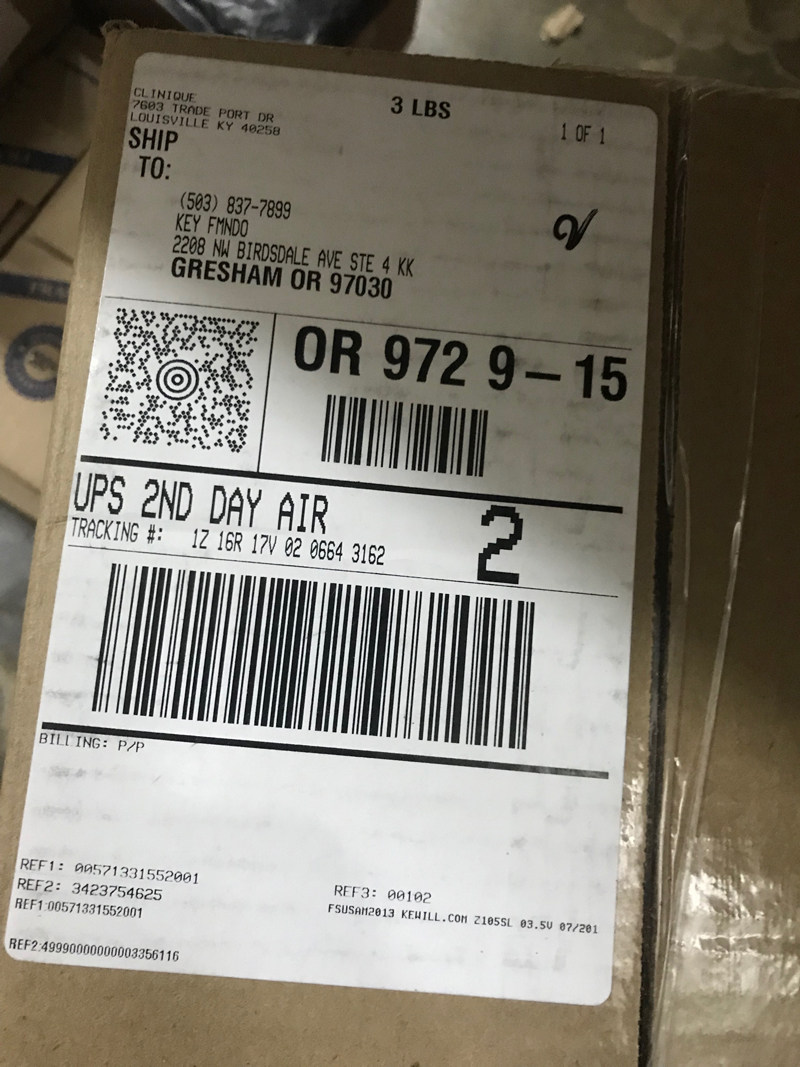 CLINIQUE
7603 TRADE PORT DR
LOUISVILLE KY 40258
3 LBS
1 OF 1
SHIP
TO:
(503) 837-7899
KEY FMNDO
2208 NW BIRDSDALE AVE STE 4 KK
GRESHAM OR 97030
OR 972 9-15
UPS 2ND DAY AIR
2
TRACKING #: 1Z 16R 17V 02 0664 3162
BILLING: P/P
REF1: 00571331552001
REF2: 3423754625
REF3: 00102
REF1:00571331552001
FSUSAM2013 KEWILL.COM Z105SL 03.5V 07/201
REF2:49990000000003356116